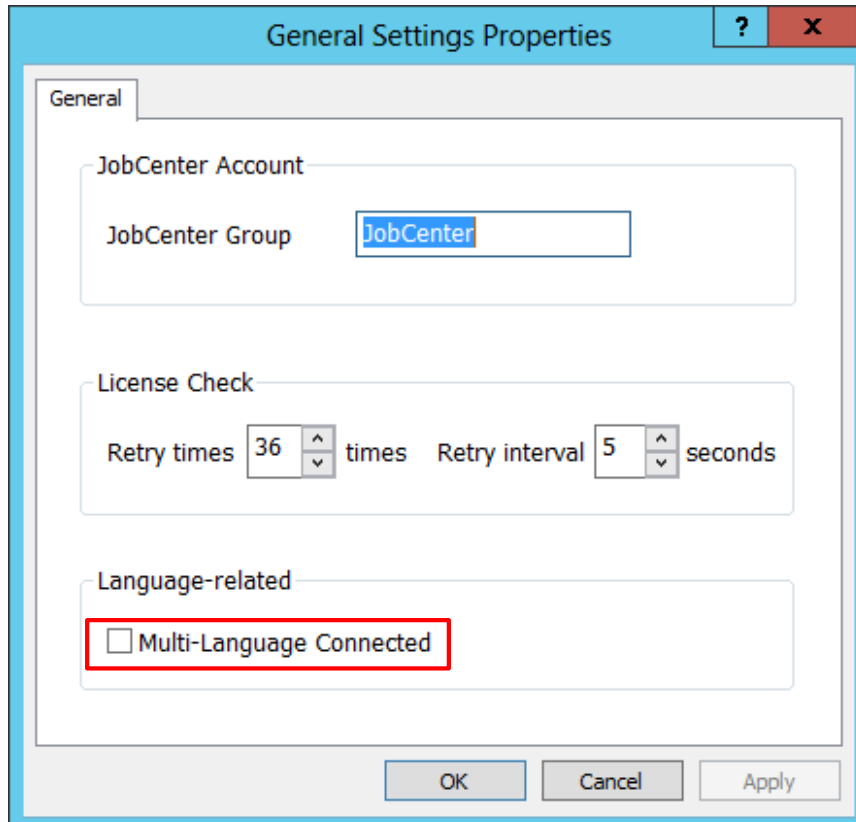 General Settings Properties
? x
General
JobCenter Account
JobCenter Group JobCenter
License Check
Retry times 36 times Retry interval 5 seconds
Language-related
Multi-Language Connected
OK Cancel Apply